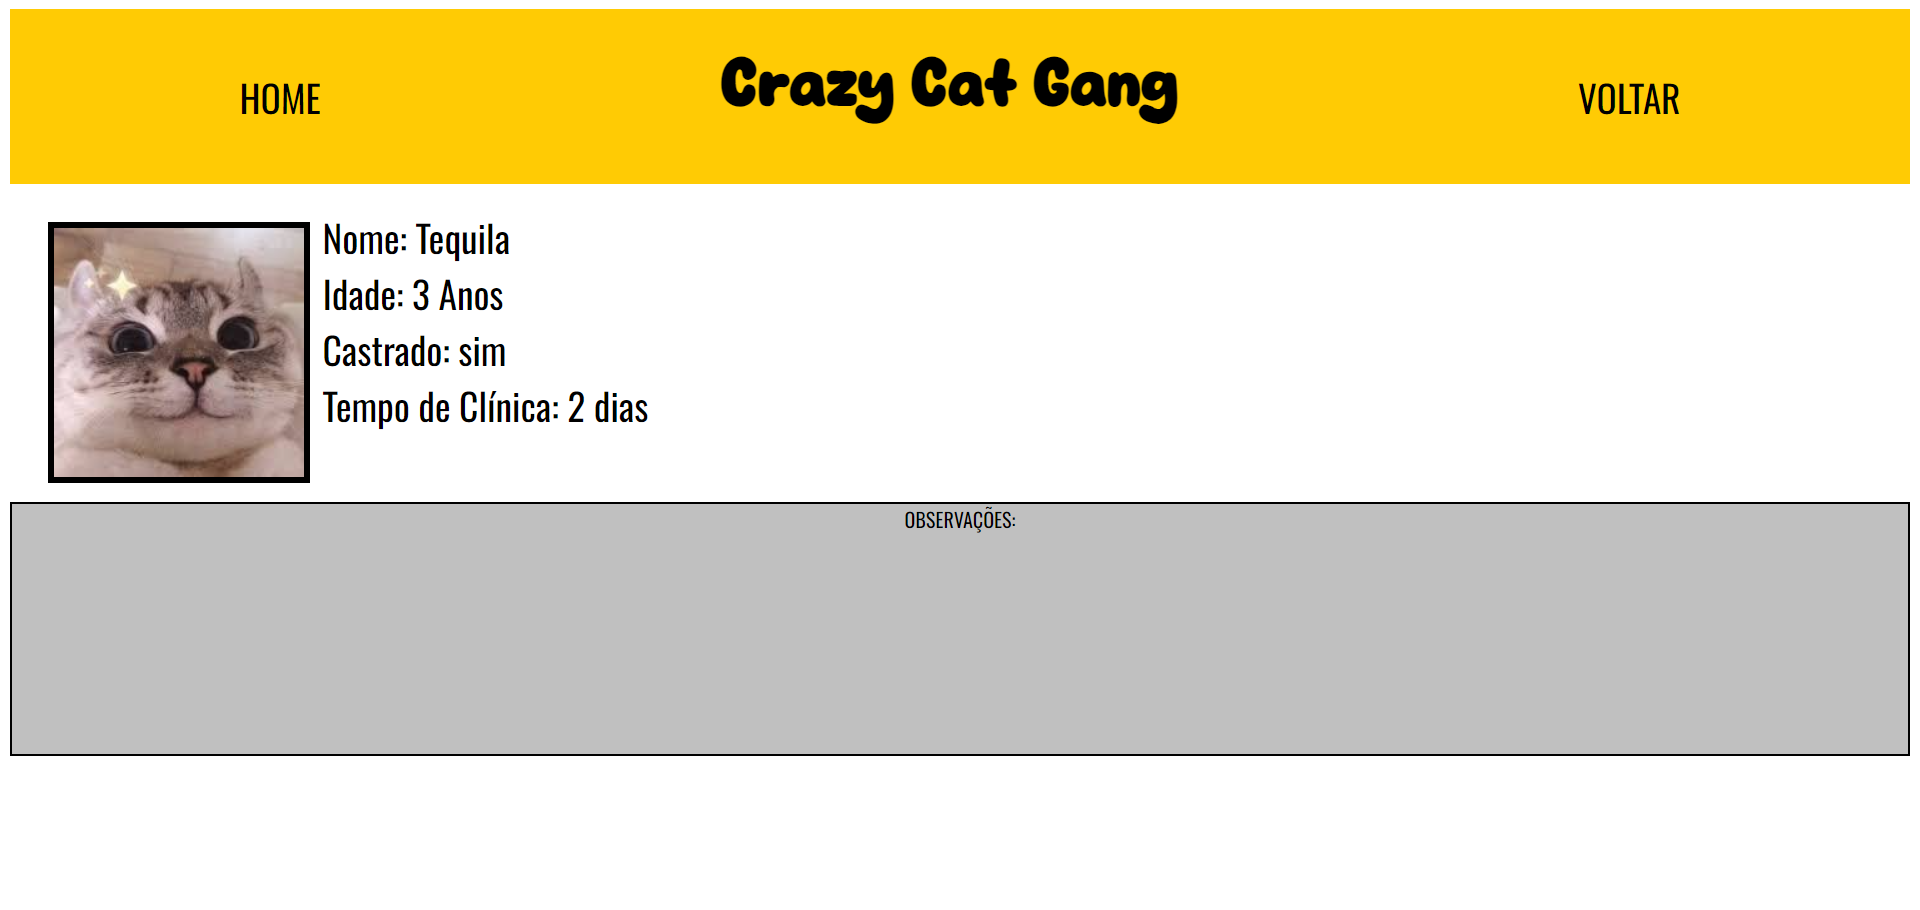 HOME
Crazy Cat Gang
VOLTAR
Nome: Tequila
Idade: 3 Anos
Castrado: sim
Tempo de Clínica: 2 dias
OBSERVAÇÕES: